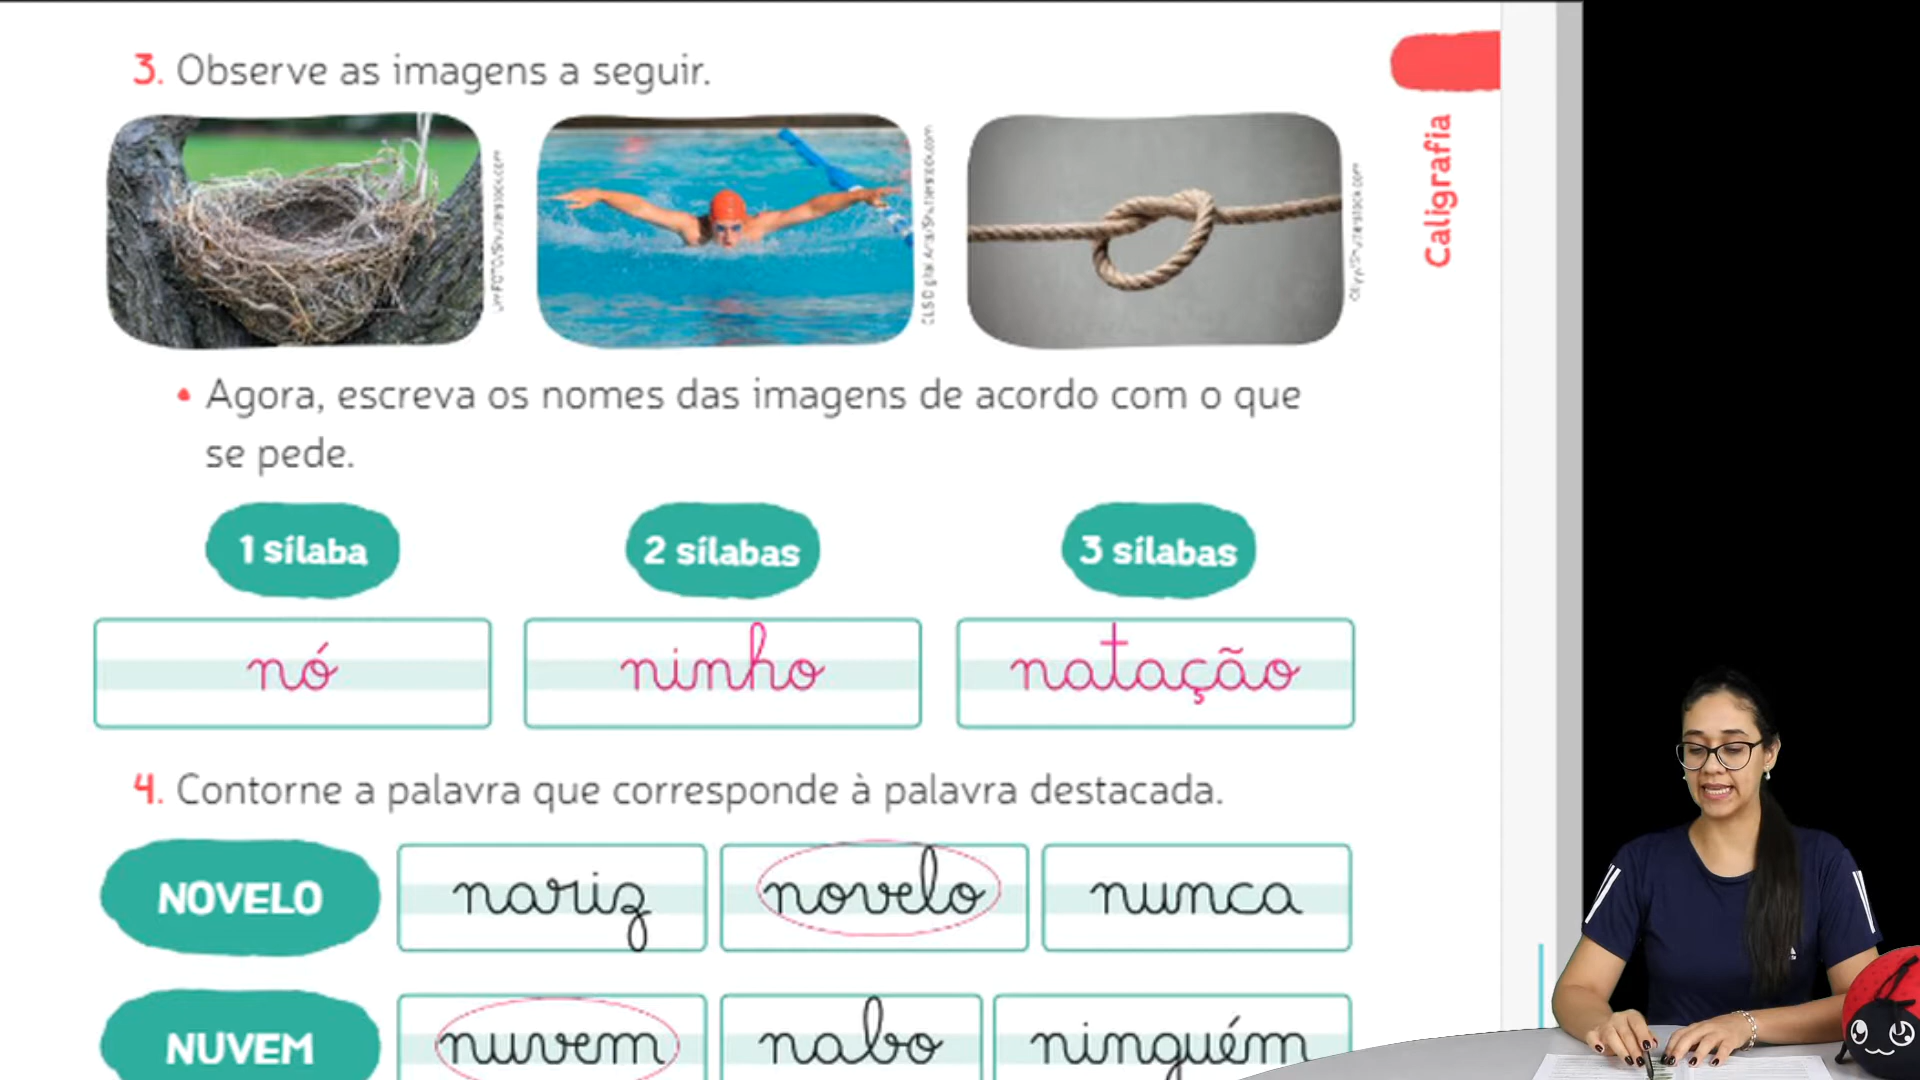 3. Observe as imagens a seguir.
Caligrafia
• Agora, escreva os nomes das imagens de acordo com o que
se pede.
1 sílaba
2 sílabas
3 sílabas
nó
ninho
natação
4. Contorne a palavra que corresponde à palavra destacada.
NOVELO
nariz
novelo
nunca
NUVEM
nuvem
nabo
ninguém